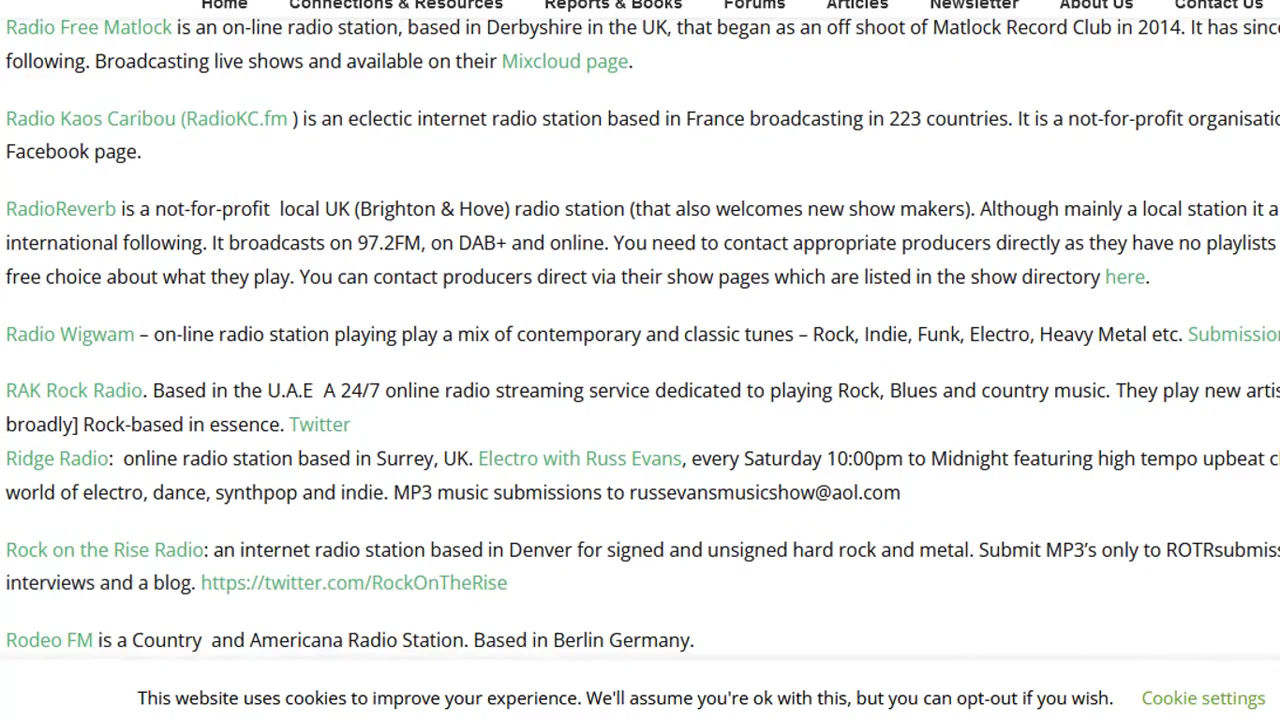 Home Connections & Resources Reports & Books Forums Articles Newsletter About Us Contact Us
Radio Free Matlock is an on-line radio station, based in Derbyshire in the UK, that began as an off shoot of Matlock Record Club in 2014. It has since
following. Broadcasting live shows and available on their Mixcloud page.
Radio Kaos Caribou (RadioKC.fm ) is an eclectic internet radio station based in France broadcasting in 223 countries. It is a not-for-profit
Facebook page.
RadioReverb is a not-for-profit  local UK (Brighton & Hove) radio station (that also welcomes new show makers). Although mainly a local station it
international following. It broadcasts on 97.2FM, on DAB+ and online. You need to contact appropriate producers directly as they have no playlists
free choice about what they play. You can contact producers direct via their show pages which are listed in the show directory here.
Radio Wigwam – on-line radio station playing play a mix of contemporary and classic tunes – Rock, Indie, Funk, Electro, Heavy Metal etc.
RAK Rock Radio. Based in the U.A.E  A 24/7 online radio streaming service dedicated to playing Rock, Blues and country music. They play new
broadly] Rock-based in essence. Twitter
Ridge Radio:  online radio station based in Surrey, UK. Electro with Russ Evans, every Saturday 10:00pm to Midnight featuring high tempo upbeat
world of electro, dance, synthpop and indie. MP3 music submissions to russevansmusicshow@aol.com
Rock on the Rise Radio: an internet radio station based in Denver for signed and unsigned hard rock and metal. Submit MP3’s only to
interviews and a blog. https://twitter.com/RockOnTheRise
Rodeo FM is a Country  and Americana Radio Station. Based in Berlin Germany.
This website uses cookies to improve your experience. We'll assume you're ok with this, but you can opt-out if you wish. Cookie settings